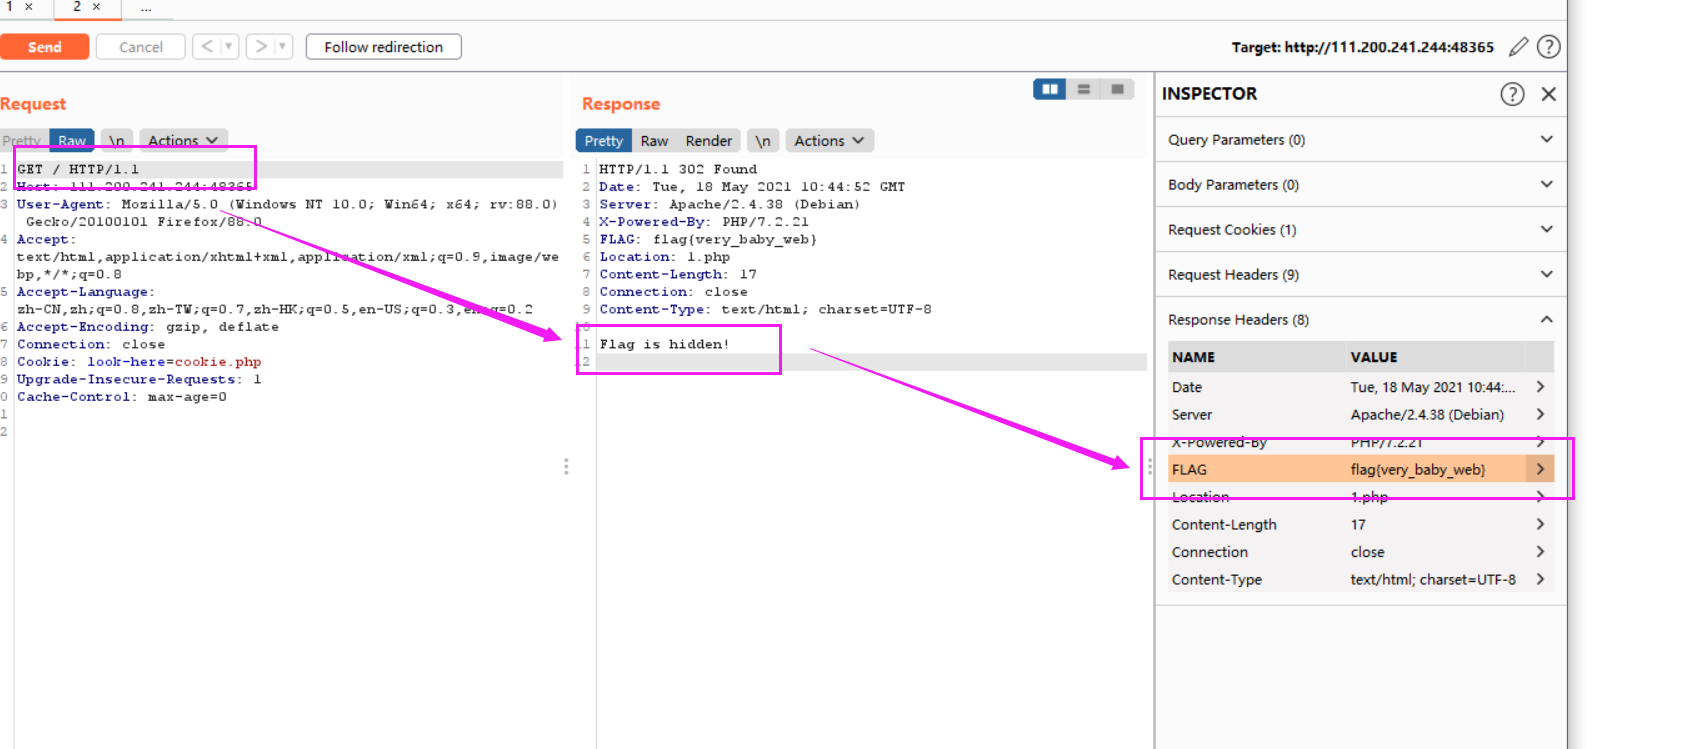 1 × 2 × ...
Send Cancel < ▼ > ▼ Follow redirection Target: http://111.200.241.244:48365 ?
Request
Pretty Raw \n Actions
1 GET / HTTP/1.1
2 Host: 111.200.241.244:48365
3 User-Agent: Mozilla/5.0 (Windows NT 10.0; Win64; x64; rv:88.0)
Gecko/20100101 Firefox/88.0
4 Accept:
text/html,application/xhtml+xml,application/xml;q=0.9,image/we
bp,*/*;q=0.8
5 Accept-Language:
zh-CN,zh;q=0.8,zh-TW;q=0.7,zh-HK;q=0.5,en-US;q=0.3,en;q=0.2
6 Accept-Encoding: gzip, deflate
7 Connection: close
8 Cookie: look-here=cookie.php
9 Upgrade-Insecure-Requests: 1
0 Cache-Control: max-age=0
1
2
Response
Pretty Raw Render \n Actions
1 HTTP/1.1 302 Found
2 Date: Tue, 18 May 2021 10:44:52 GMT
3 Server: Apache/2.4.38 (Debian)
4 X-Powered-By: PHP/7.2.21
5 FLAG: flag{very_baby_web}
6 Location: 1.php
7 Content-Length: 17
8 Connection: close
9 Content-Type: text/html; charset=UTF-8
10
11 Flag is hidden!
12
INSPECTOR ?
Query Parameters (0)
Body Parameters (0)
Request Cookies (1)
Request Headers (9)
Response Headers (8)
NAME VALUE
Date Tue, 18 May 2021 10:44:...
Server Apache/2.4.38 (Debian)
X-Powered-By PHP/7.2.21
FLAG flag{very_baby_web}
Location 1.php
Content-Length 17
Connection close
Content-Type text/html; charset=UTF-8